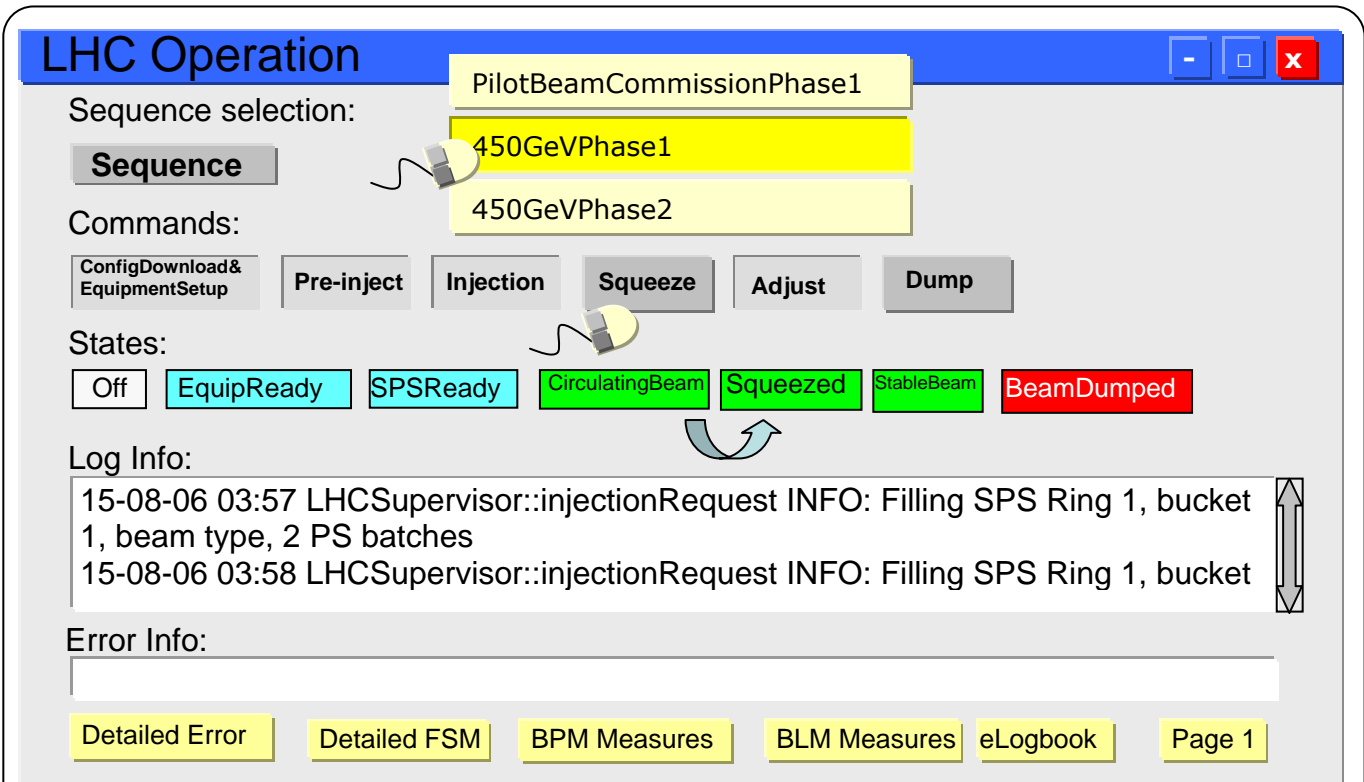 LHC Operation
- □ x
PilotBeamCommissionPhase1
Sequence selection:
450GeVPhase1
Sequence
450GeVPhase2
Commands:
ConfigDownload&
EquipmentSetup
Pre-inject
Injection
Squeeze
Adjust
Dump
States:
Off
EquipReady
SPSReady
CirculatingBeam
Squeezed
StableBeam
BeamDumped
Log Info:
15-08-06 03:57 LHCSupervisor::injectionRequest INFO: Filling SPS Ring 1, bucket
1, beam type, 2 PS batches
15-08-06 03:58 LHCSupervisor::injectionRequest INFO: Filling SPS Ring 1, bucket
Error Info:
Detailed Error
Detailed FSM
BPM Measures
BLM Measures
eLogbook
Page 1